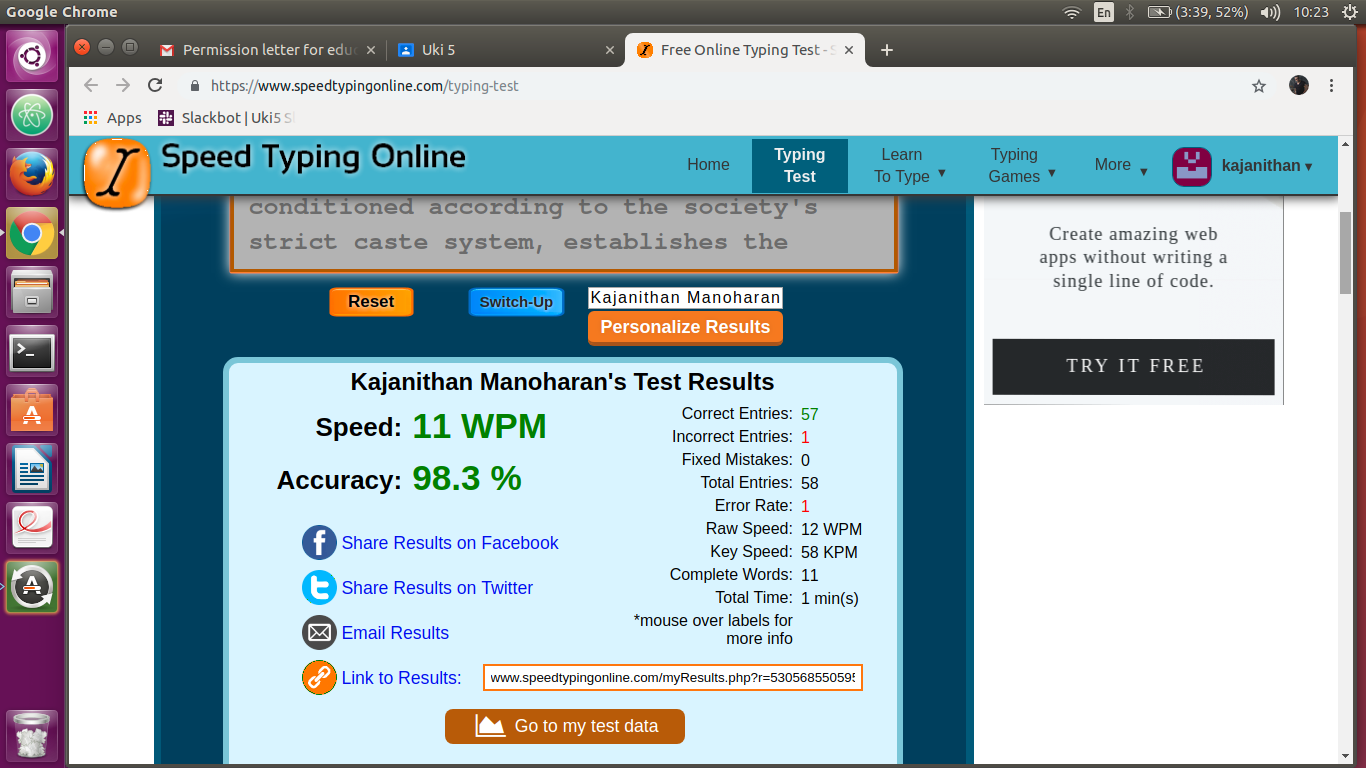 Google Chrome
En
(3:39, 52%)
10:23
Permission letter for edu
Uki 5
Free Online Typing Test - S
https://www.speedtypingonline.com/typing-test
Apps
Slackbot | Uki5 S
Speed Typing Online
Home
Typing Test
Learn To Type
Typing Games
More
kajanithan
conditioned according to the society's
strict caste system, establishes the
Reset
Switch-Up
Kajanithan Manoharan
Personalize Results
Create amazing web
apps without writing a
single line of code.
TRY IT FREE
Kajanithan Manoharan's Test Results
Speed: 11 WPM
Accuracy: 98.3 %
Correct Entries: 57
Incorrect Entries: 1
Fixed Mistakes: 0
Total Entries: 58
Error Rate: 1
Raw Speed: 12 WPM
Key Speed: 58 KPM
Complete Words: 11
Total Time: 1 min(s)
*mouse over labels for
more info
Share Results on Facebook
Share Results on Twitter
Email Results
Link to Results: www.speedtypingonline.com/myResults.php?r=530568550595
Go to my test data